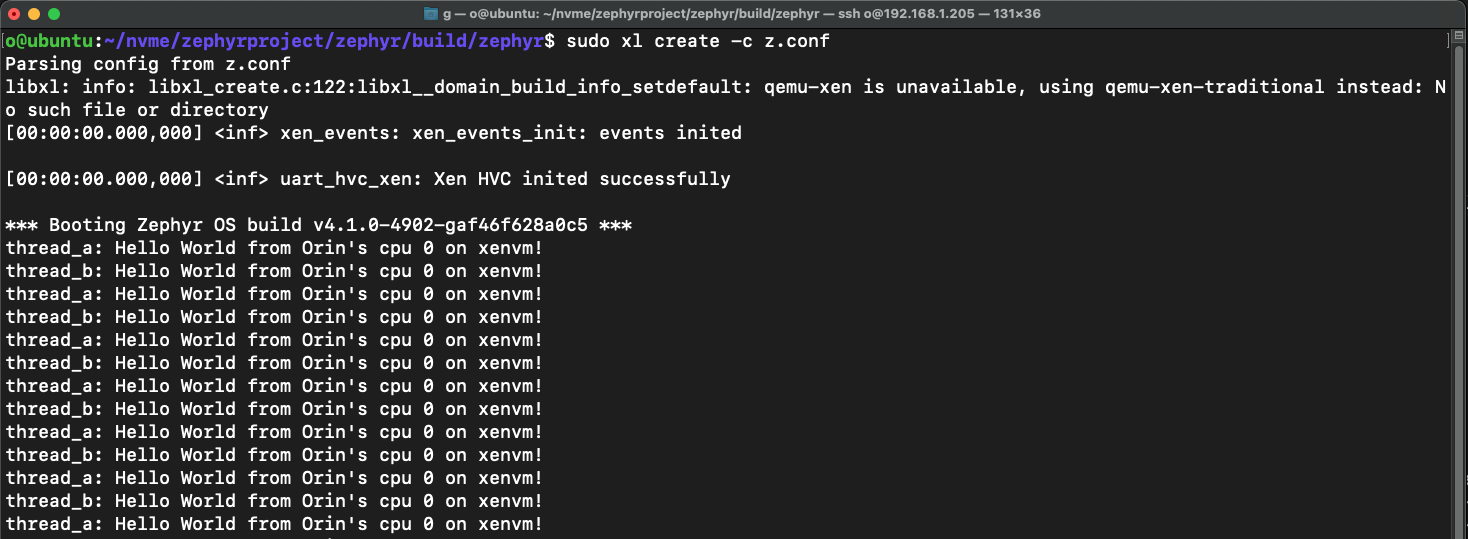 g — o@ubuntu: ~/nvme/zephyrproject/zephyr/build/zephyr — ssh o@192.168.1.205 — 131×36
[o@ubuntu:~/nvme/zephyrproject/zephyr/build/zephyr$ sudo xl create -c z.conf ]
Parsing config from z.conf
libxl: info: libxl_create.c:122:libxl__domain_build_info_setdefault: qemu-xen is unavailable, using qemu-xen-traditional instead: N
o such file or directory
[00:00:00.000,000] <inf> xen_events: xen_events_init: events inited
[00:00:00.000,000] <inf> uart_hvc_xen: Xen HVC inited successfully
*** Booting Zephyr OS build v4.1.0-4902-gaf46f628a0c5 ***
thread_a: Hello World from Orin's cpu 0 on xenvm!
thread_b: Hello World from Orin's cpu 0 on xenvm!
thread_a: Hello World from Orin's cpu 0 on xenvm!
thread_b: Hello World from Orin's cpu 0 on xenvm!
thread_a: Hello World from Orin's cpu 0 on xenvm!
thread_b: Hello World from Orin's cpu 0 on xenvm!
thread_a: Hello World from Orin's cpu 0 on xenvm!
thread_b: Hello World from Orin's cpu 0 on xenvm!
thread_a: Hello World from Orin's cpu 0 on xenvm!
thread_b: Hello World from Orin's cpu 0 on xenvm!
thread_a: Hello World from Orin's cpu 0 on xenvm!
thread_b: Hello World from Orin's cpu 0 on xenvm!
thread_a: Hello World from Orin's cpu 0 on xenvm!